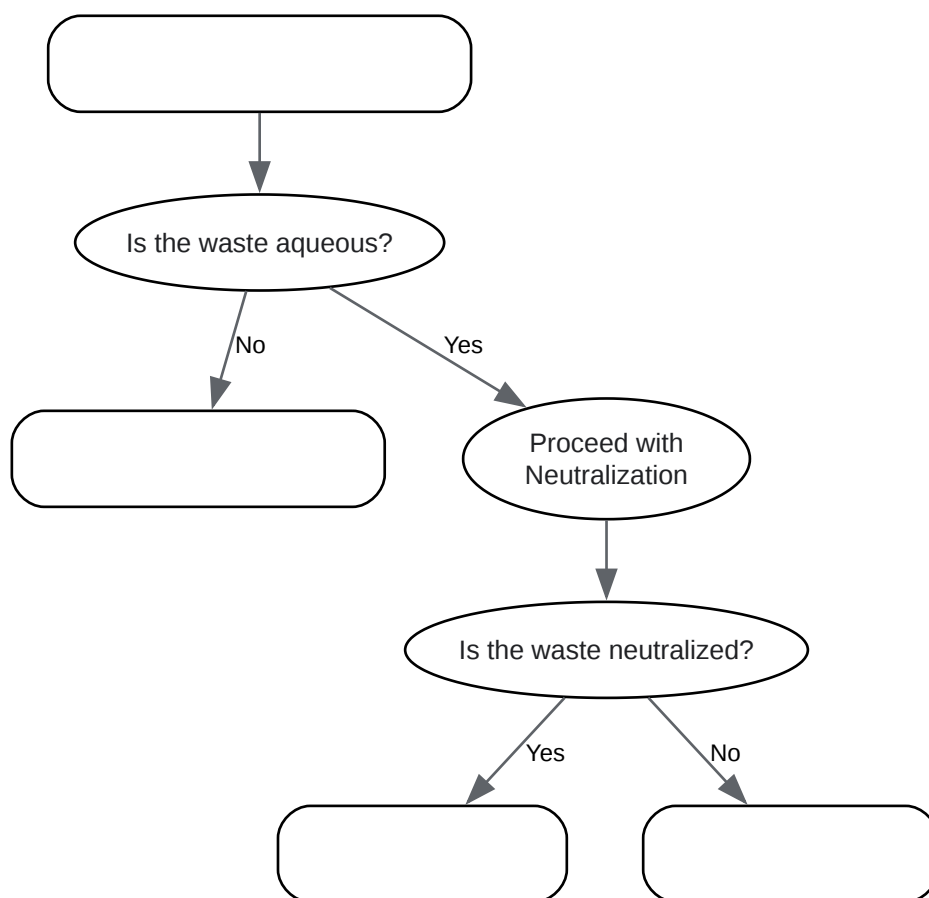 Is the waste aqueous?
No
Yes
Proceed with
Neutralization
Is the waste neutralized?
Yes
No